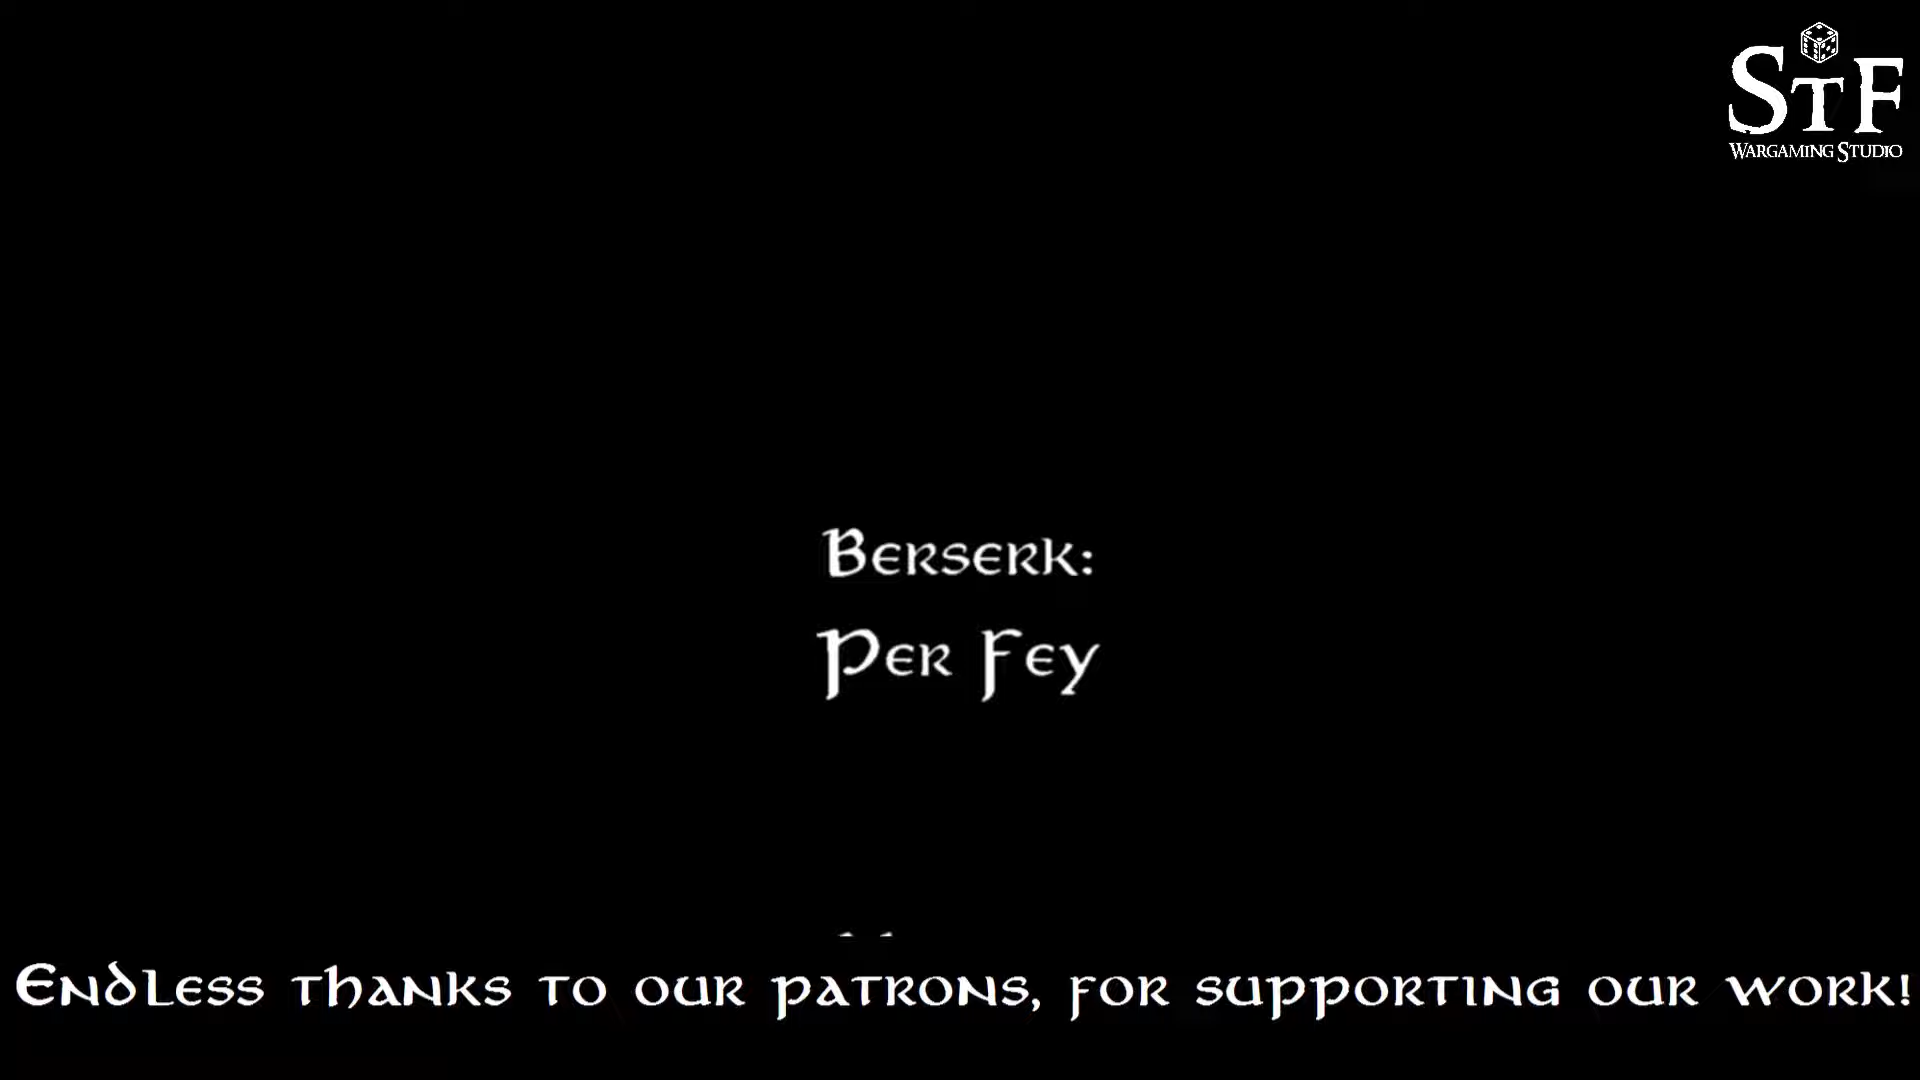 StF
Wargaming Studio
Berserk:
Per Fey
Endless thanks to our patrons, for supporting our work!